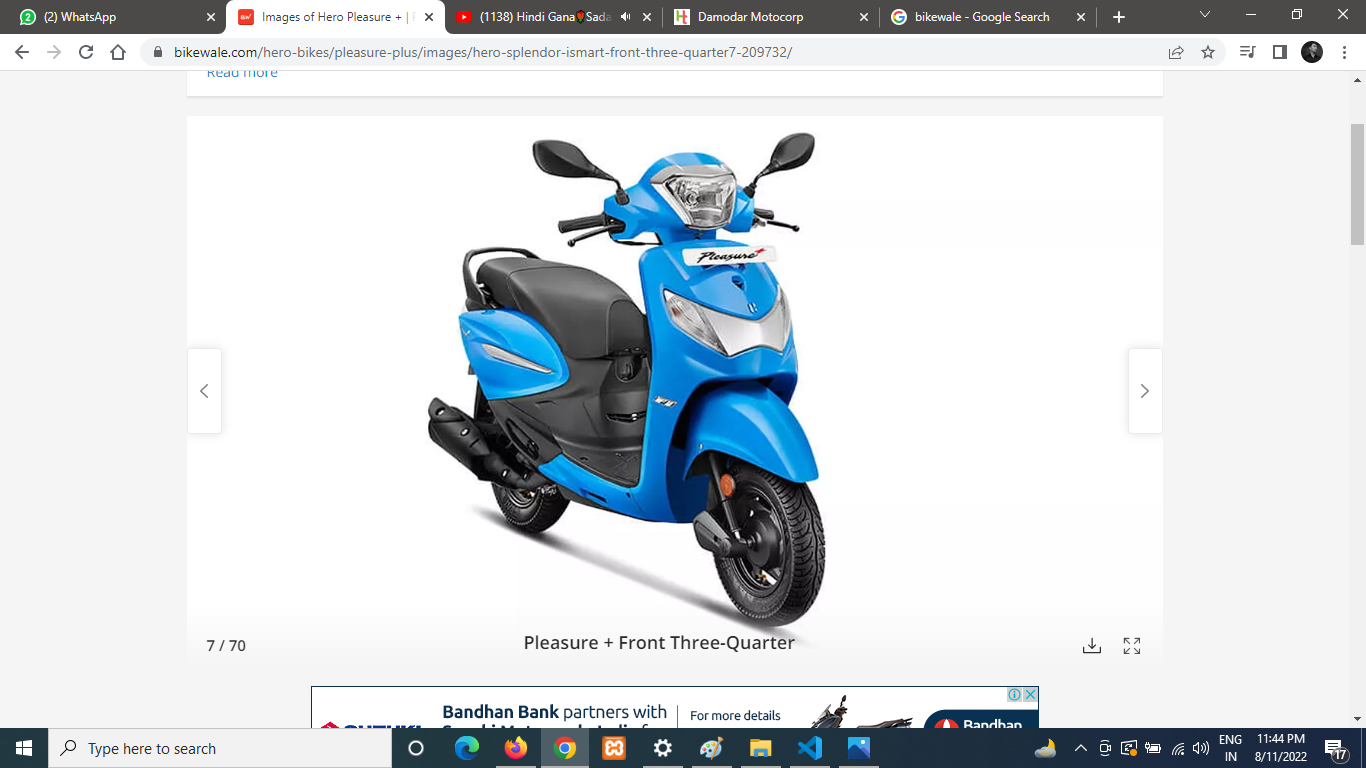 (2) WhatsApp
Images of Hero Pleasure + |
(1138) Hindi Gana🌹Sada
Damodar Motocorp
bikewale - Google Search
bikewale.com/hero-bikes/pleasure-plus/images/hero-splendor-ismart-front-three-quarter7-209732/
Read more
Pleasure+
7 / 70
Pleasure + Front Three-Quarter
Bandhan Bank partners with
For more details
SUZUKI
Bandhan
Type here to search
ENG
IN
11:44 PM
8/11/2022
17